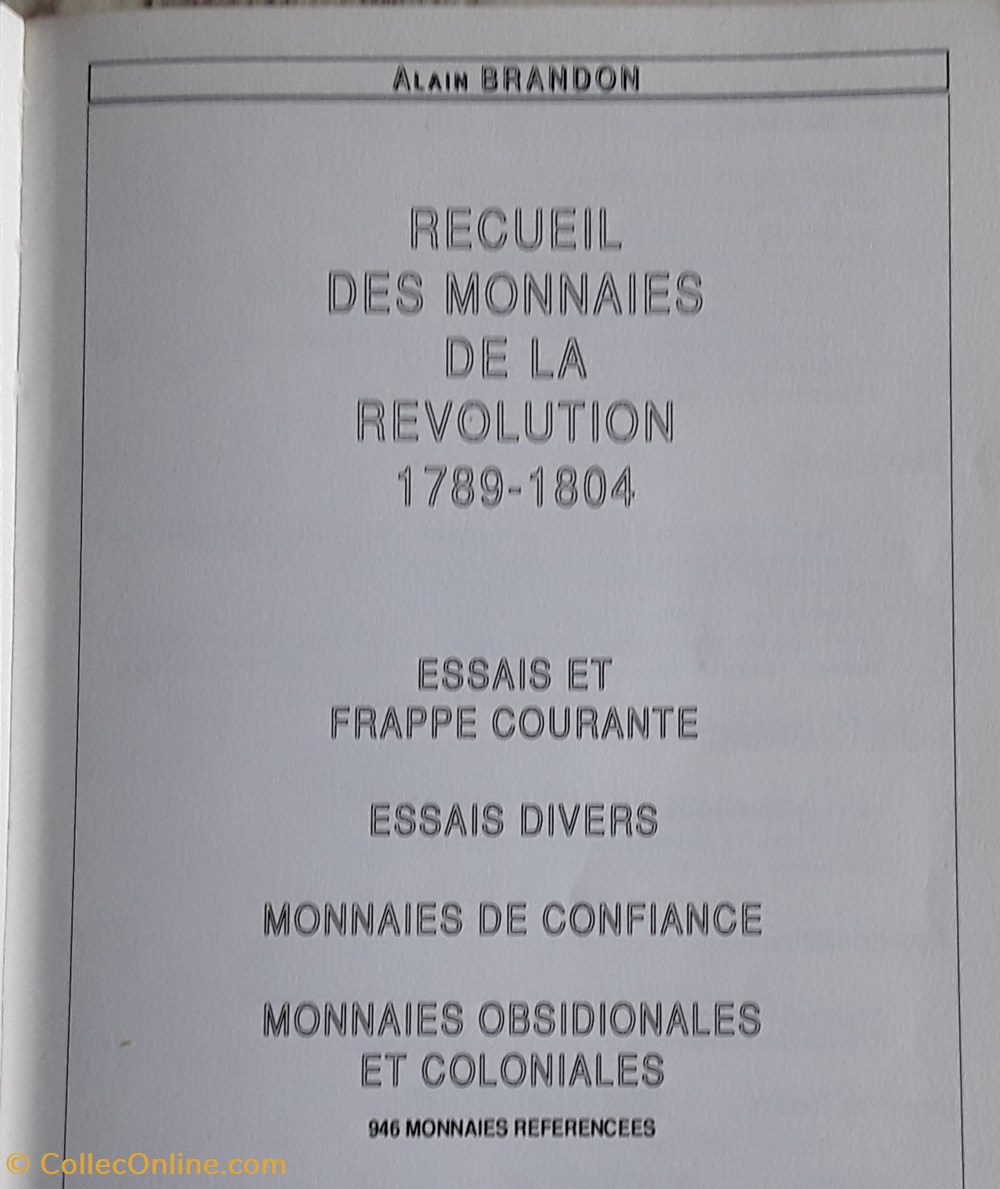 ALAIN BRANDON
RECUEIL
DES MONNAIES
DE LA
REVOLUTION
1789-1804
ESSAIS ET
FRAPPE COURANTE
ESSAIS DIVERS
MONNAIES DE CONFIANCE
MONNAIES OBSIDIONALES
ET COLONIALES
946 MONNAIES REFERENCEES
© CollecOnline.com